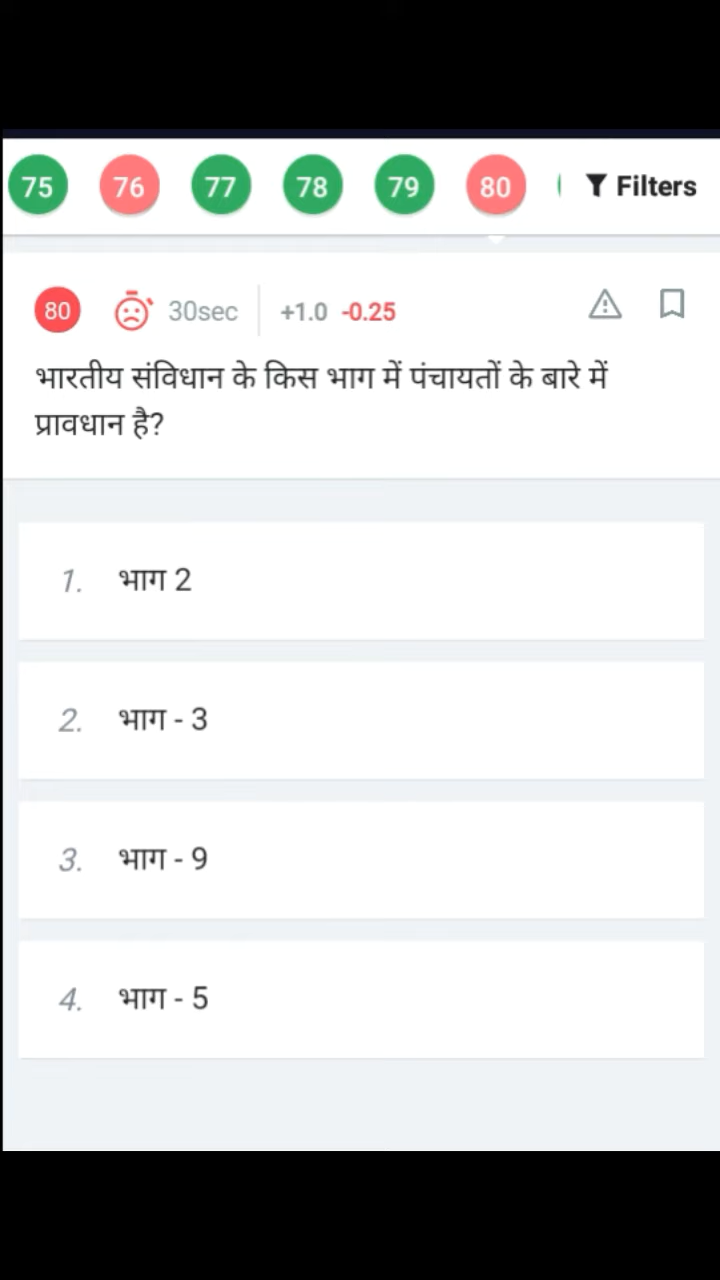 75 76 77 78 79 80 Filters
80 30sec +1.0 -0.25
भारतीय संविधान के किस भाग में पंचायतों के बारे में
प्रावधान है?
1. भाग 2
2. भाग - 3
3. भाग - 9
4. भाग - 5